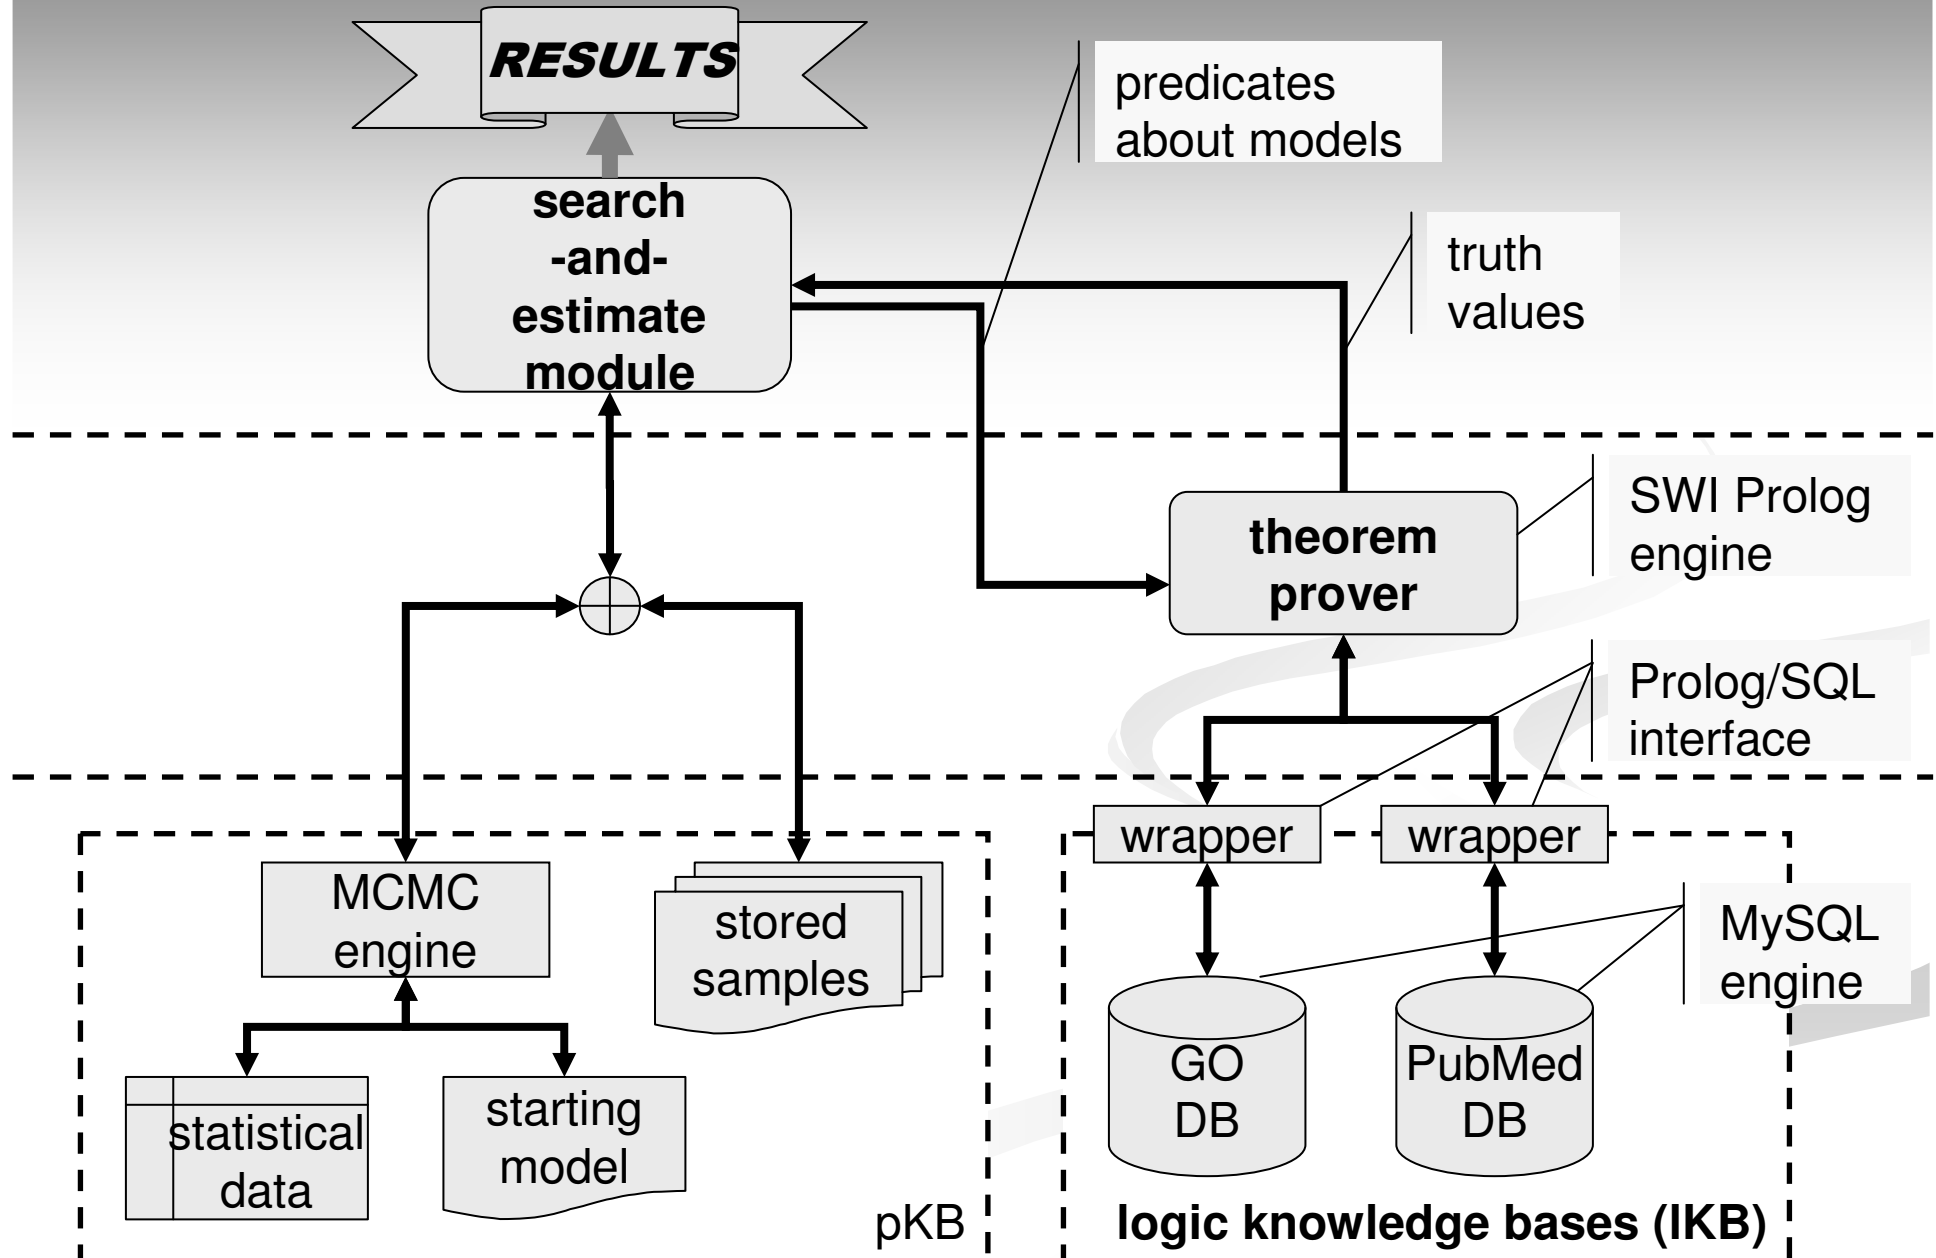 RESULTS
predicates
about models
search
-and-
estimate
module
truth
values
SWI Prolog
engine
theorem
prover
Prolog/SQL
interface
wrapper
wrapper
MCMC
engine
stored
samples
MySQL
engine
GO
DB
PubMed
DB
statistical
data
starting
model
pKB
logic knowledge bases (lKB)